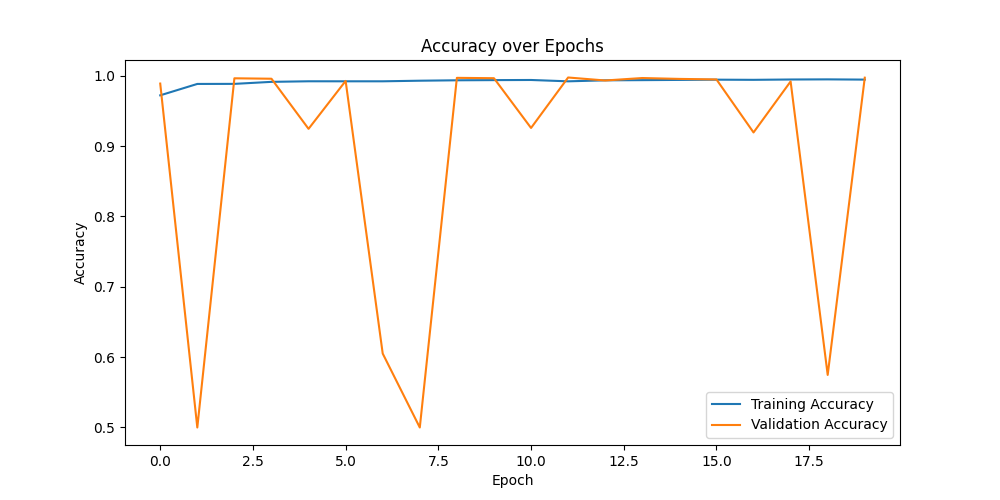 Accuracy over Epochs
1.0
0.9
0.8
0.7
0.6
0.5
Accuracy
0.0 2.5 5.0 7.5 10.0 12.5 15.0 17.5
Epoch
Training Accuracy
Validation Accuracy